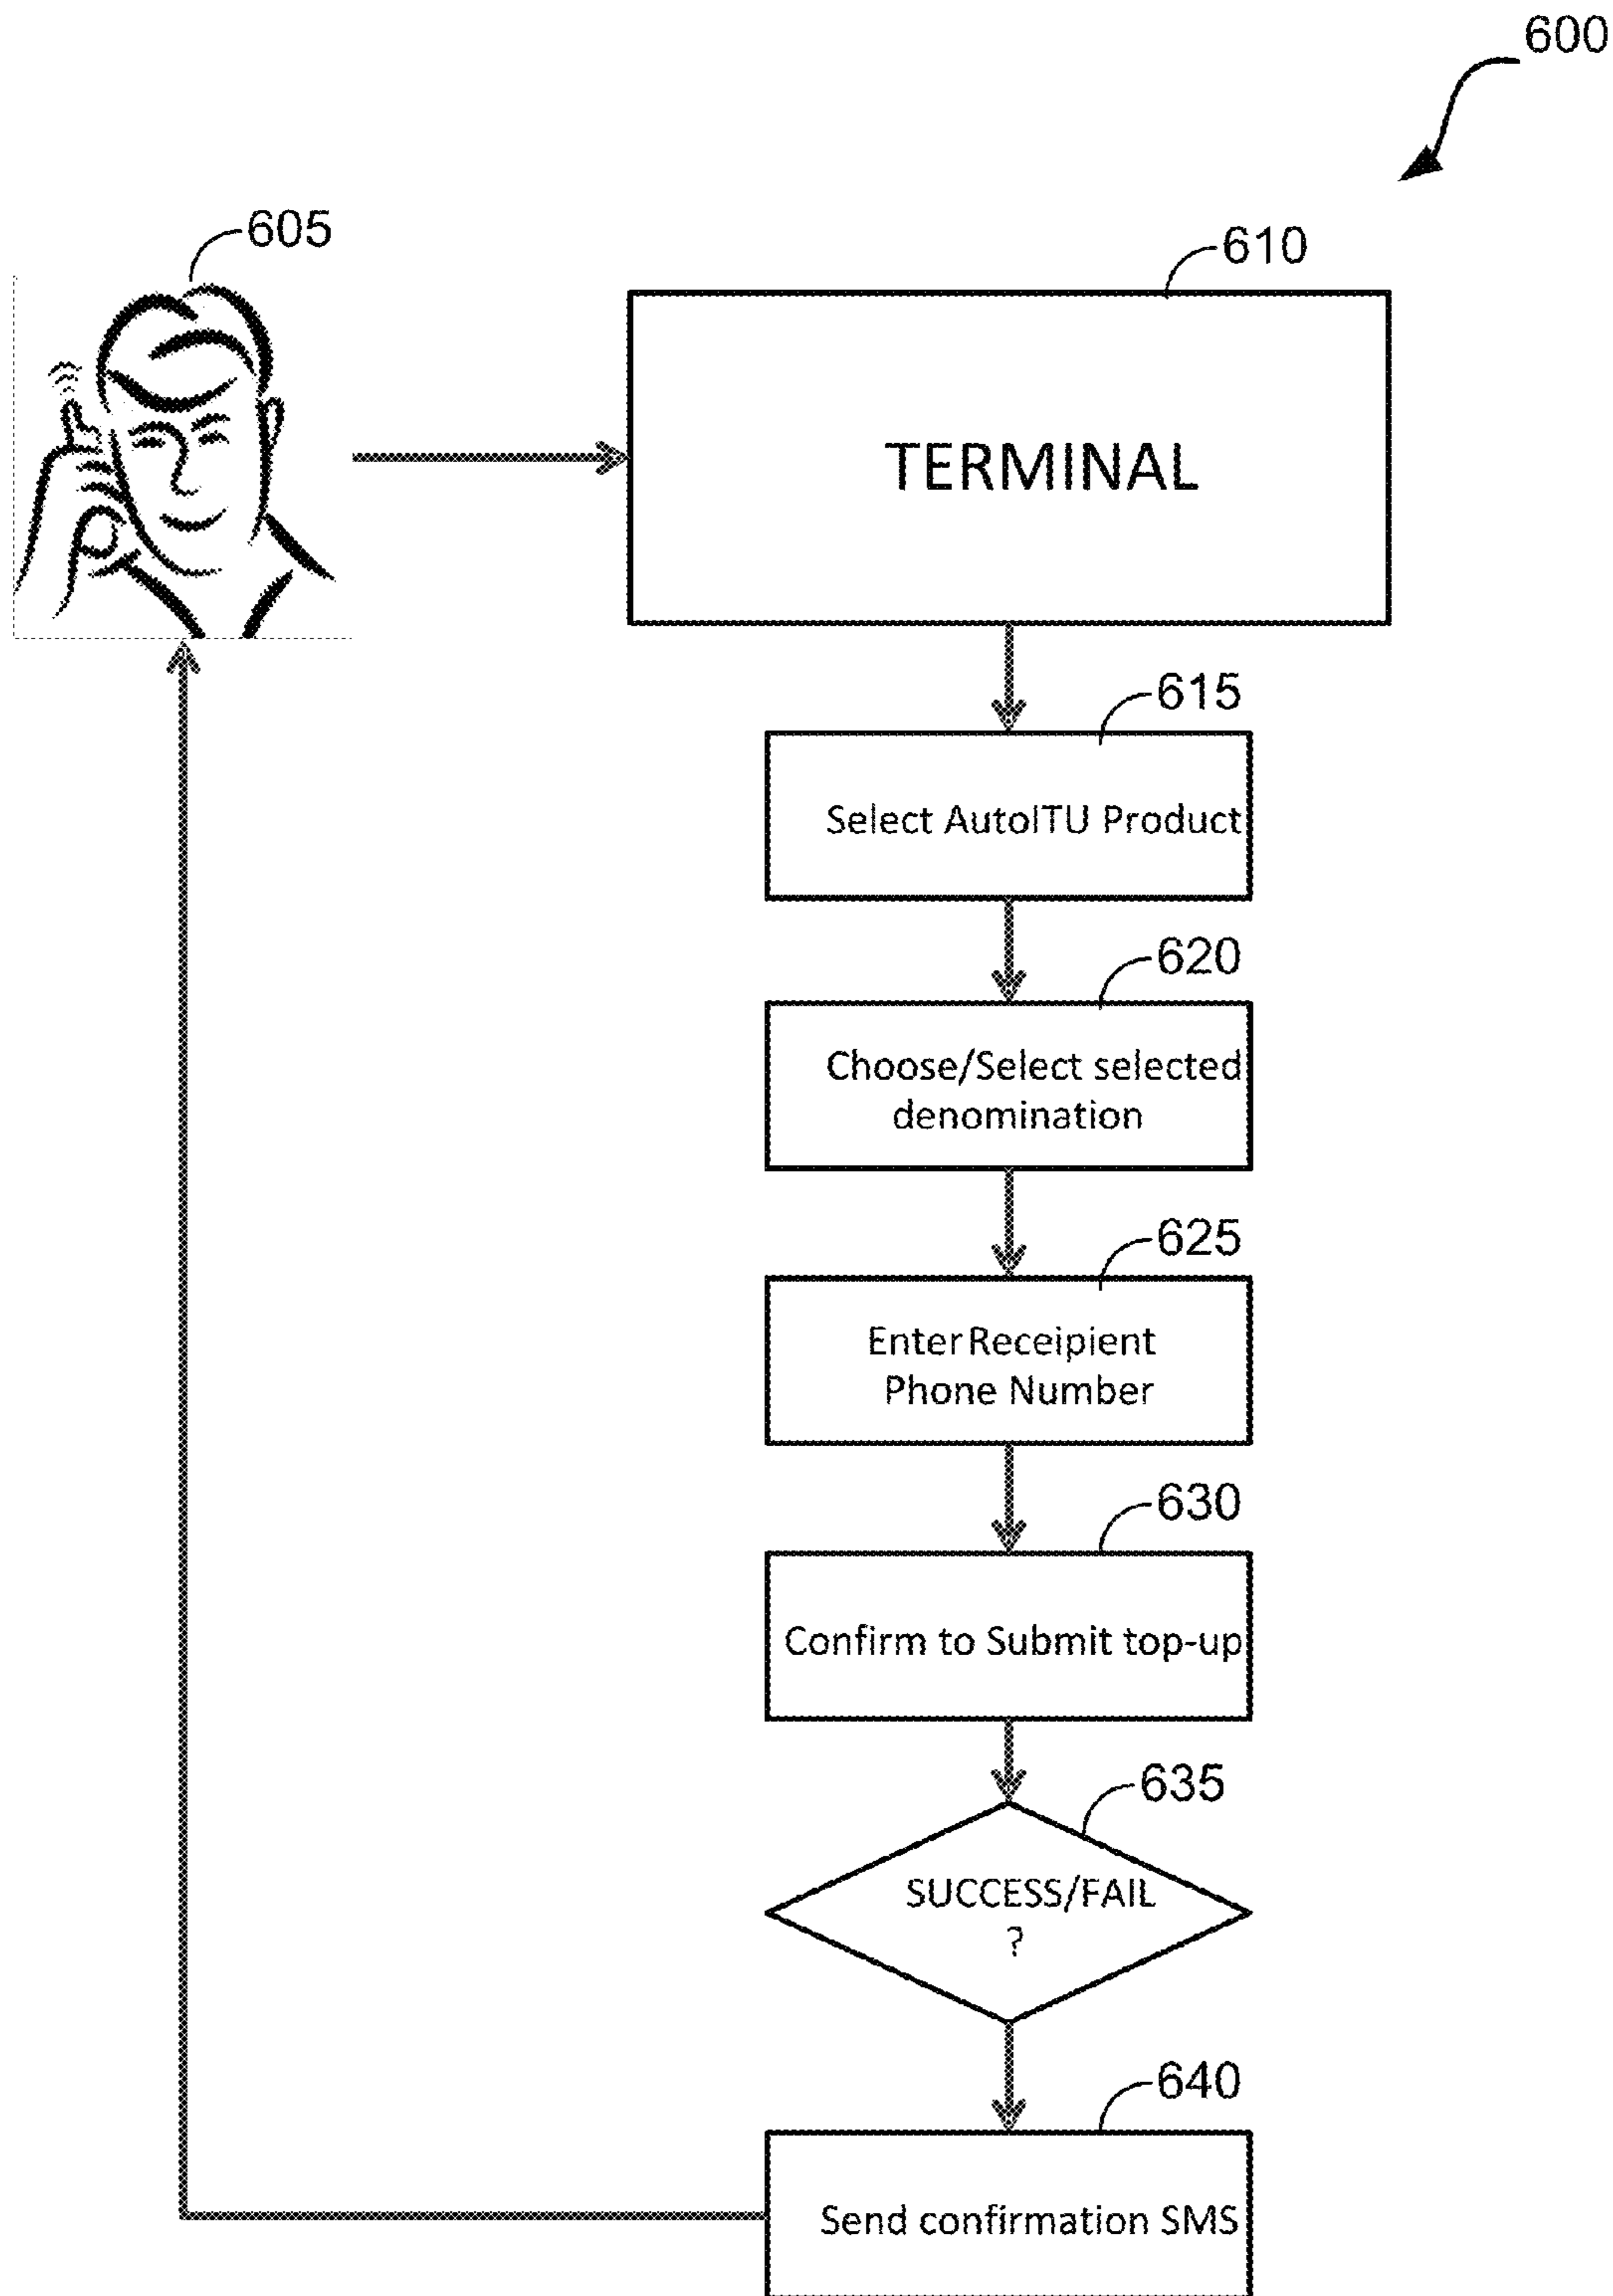 600
605
610
TERMINAL
615
Select AutoITU Product
620
Choose/Select selected
denomination
625
Enter Receipient
Phone Number
630
Confirm to Submit top-up
635
SUCCESS/FAIL
?
640
Send confirmation SMS